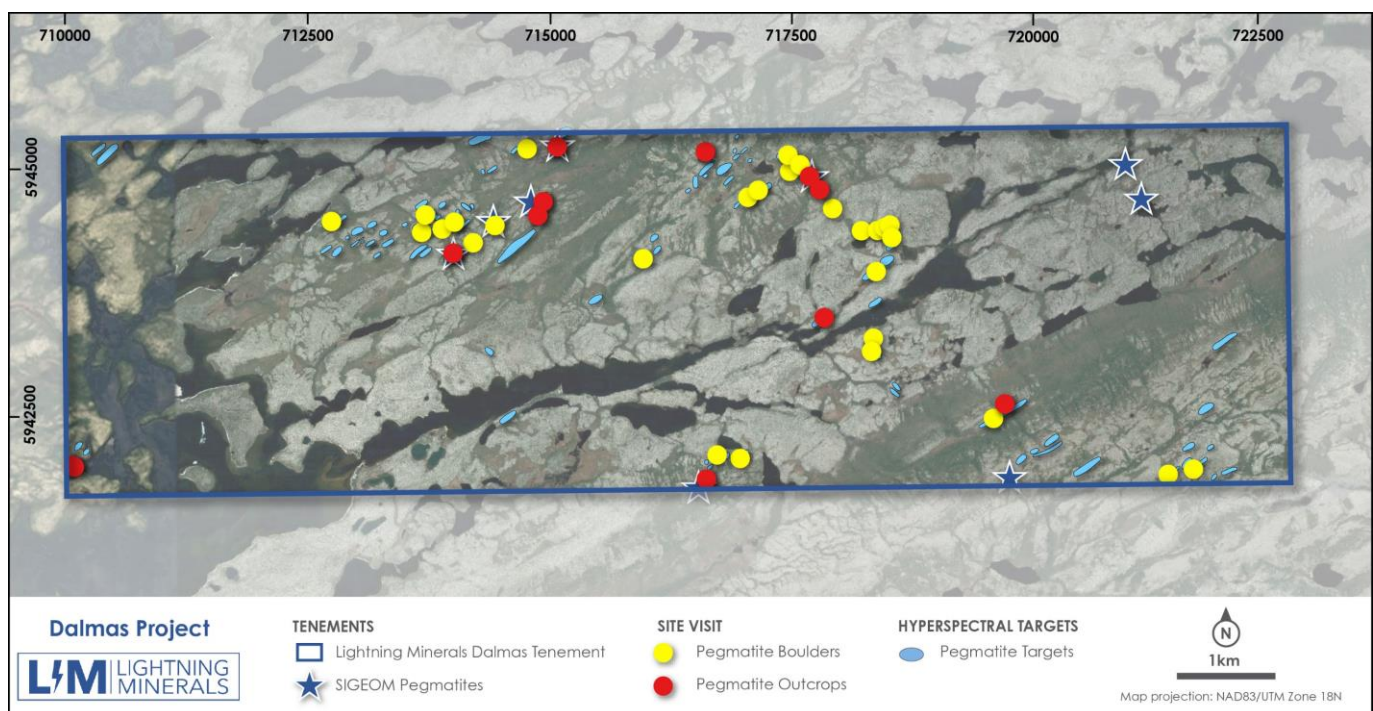 710000
712500
715000
717500
720000
722500
5945000
5942500
Dalmas Project
LM LIGHTNING
MINERALS
TENEMENTS
Lightning Minerals Dalmas Tenement
SIGEOM Pegmatites
SITE VISIT
Pegmatite Boulders
Pegmatite Outcrops
HYPERSPECTRAL TARGETS
Pegmatite Targets
N
1km
Map projection: NAD83/UTM Zone 18N